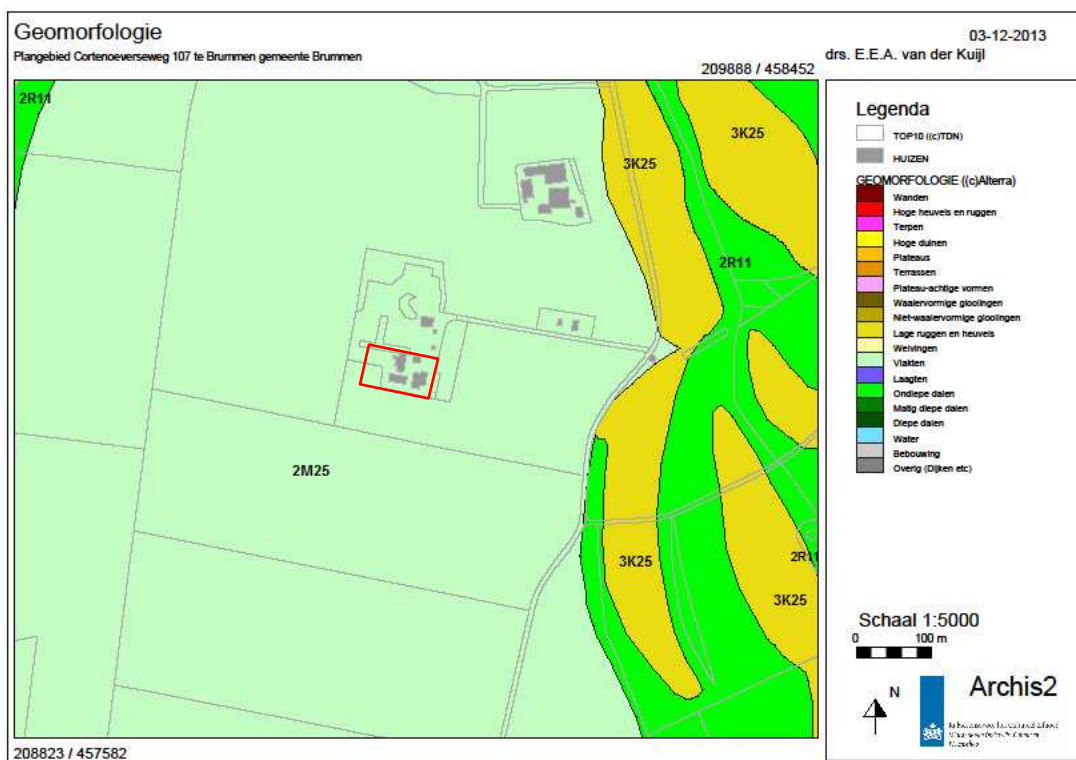 Geomorfologie
03-12-2013
Plangebied Cortenoeverseweg 107 te Brummen gemeente Brummen
drs. E.E.A. van der Kuijl
209888 / 458452
2R11
3K25
3K25
2R11
2M25
3K25
2R11
3K25
208823 / 457582
Legenda
TOP10 ((c)TDN)
HUIZEN
GEOMORFOLOGIE ((c)Alterra)
Wanden
Hoge heuvels en ruggen
Terpen
Hoge duinen
Plateaus
Terrassen
Plateau-achtige vormen
Waaiervormige glooiingen
Niet-waaiervormige glooiingen
Lage ruggen en heuvels
Welvingen
Vlakten
Laagten
Ondiepe dalen
Matig diepe dalen
Diepe dalen
Water
Bebouwing
Overig (Dijken etc)
Schaal 1:5000
0 100 m
N
Archis2